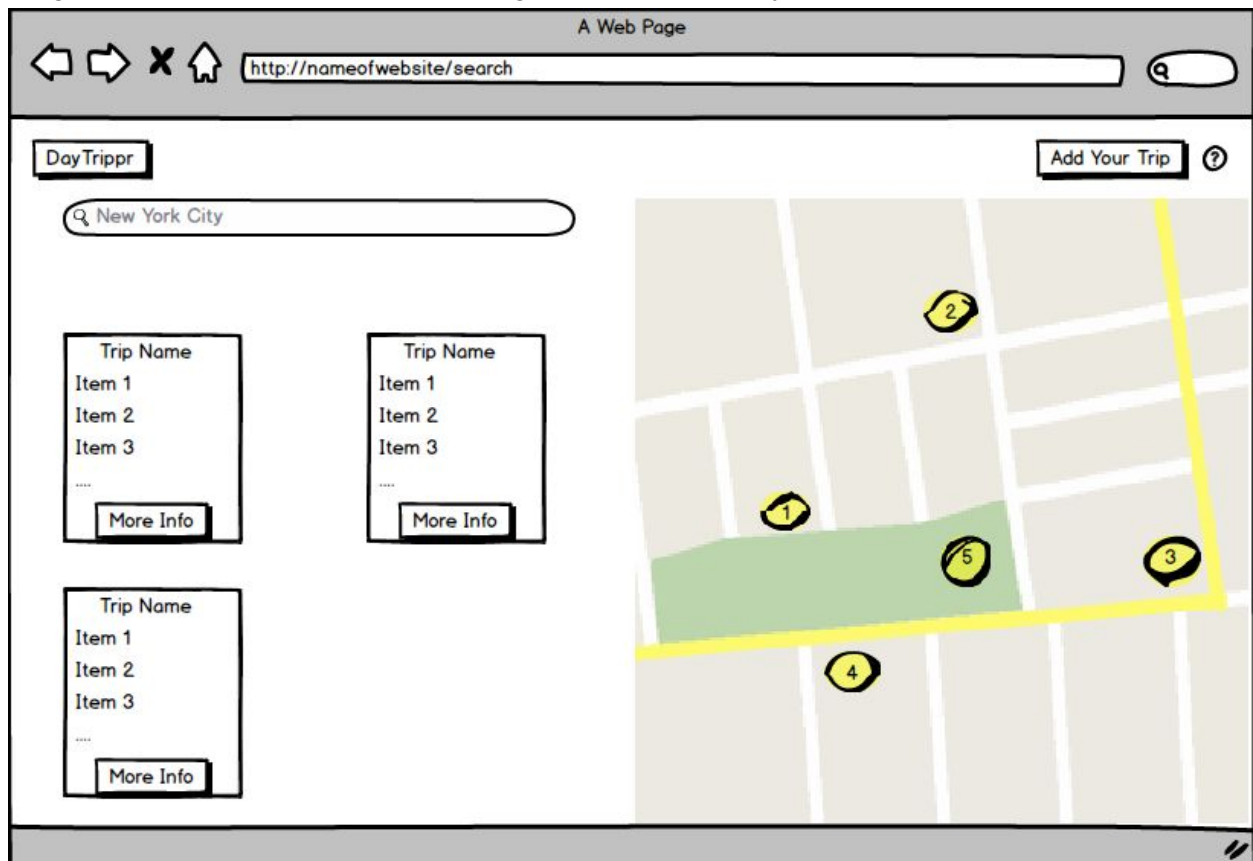 A Web Page
http://nameofwebsite/search
DayTrippr
Add Your Trip ?
New York City
Trip Name
Item 1
Item 2
Item 3
....
More Info
Trip Name
Item 1
Item 2
Item 3
....
More Info
Trip Name
Item 1
Item 2
Item 3
....
More Info
2
1
5
3
4